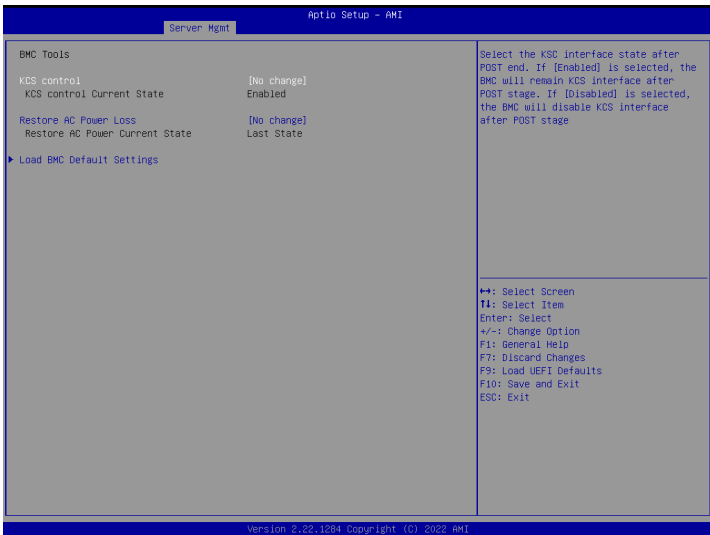 Aptio Setup - AMI
Server Mgmt
BMC Tools
KCS control [No change]
KCS control Current State Enabled
Restore AC Power Loss [No change]
Restore AC Power Current State Last State
Load BMC Default Settings
Select the KSC interface state after
POST end. If [Enabled] is selected, the
BMC will remain KCS interface after
POST stage. If [Disabled] is selected,
the BMC will disable KCS interface
after POST stage
↔: Select Screen
↑↓: Select Item
Enter: Select
+/-: Change Option
F1: General Help
F7: Discard Changes
F9: Load UEFI Defaults
F10: Save and Exit
ESC: Exit
Version 2.22.1284 Copyright (C) 2022 AMI